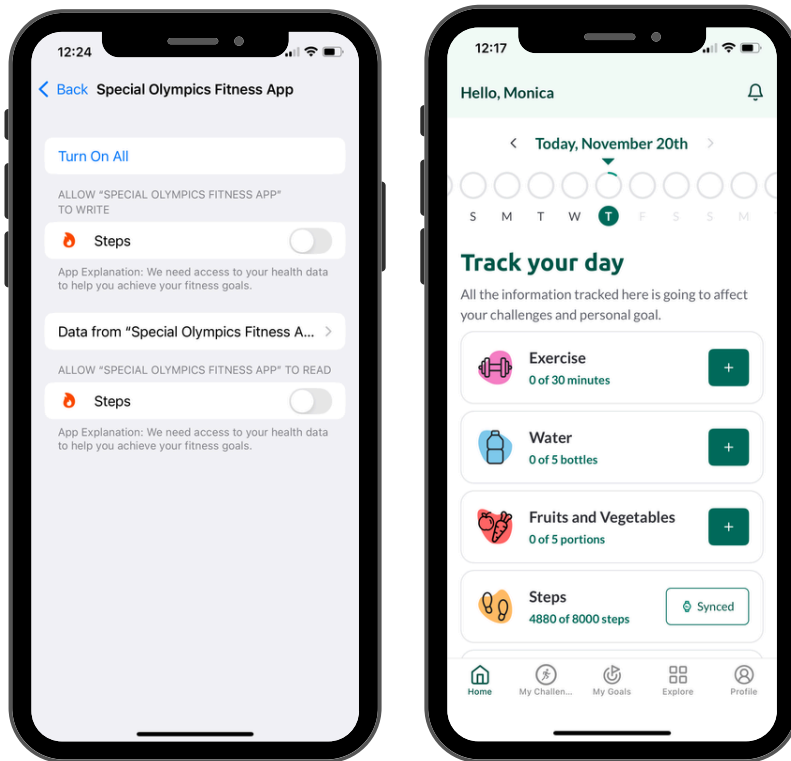 12:24
Back Special Olympics Fitness App
Turn On All
ALLOW “SPECIAL OLYMPICS FITNESS APP”
TO WRITE
Steps
App Explanation: We need access to your health data
to help you achieve your fitness goals.
Data from “Special Olympics Fitness A...
ALLOW “SPECIAL OLYMPICS FITNESS APP” TO READ
Steps
App Explanation: We need access to your health data
to help you achieve your fitness goals.
12:17
Hello, Monica
Today, November 20th
S M T W T F S S M
Track your day
All the information tracked here is going to affect
your challenges and personal goal.
Exercise
0 of 30 minutes
+
Water
0 of 5 bottles
+
Fruits and Vegetables
0 of 5 portions
+
Steps
4880 of 8000 steps
Synced
Home My Challen... My Goals Explore Profile